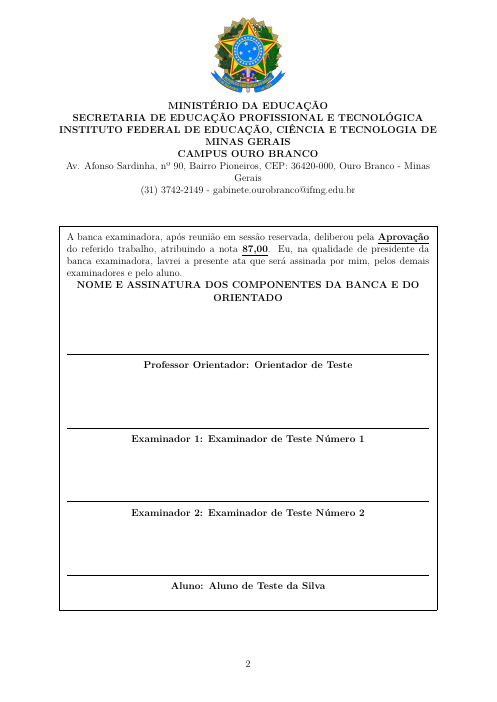 MINISTÉRIO DA EDUCAÇÃO
SECRETARIA DE EDUCAÇÃO PROFISSIONAL E TECNOLÓGICA
INSTITUTO FEDERAL DE EDUCAÇÃO, CIÊNCIA E TECNOLOGIA DE
MINAS GERAIS
CAMPUS OURO BRANCO
Av. Afonso Sardinha, nº 90, Bairro Pioneiros, CEP: 36420-000, Ouro Branco - Minas
Gerais
(31) 3742-2149 - gabinete.ourobranco@ifmg.edu.br
A banca examinadora, após reunião em sessão reservada, deliberou pela Aprovação
do referido trabalho, atribuindo a nota 87,00. Eu, na qualidade de presidente da
banca examinadora, lavrei a presente ata que será assinada por mim, pelos demais
examinadores e pelo aluno.
NOME E ASSINATURA DOS COMPONENTES DA BANCA E DO
ORIENTADO
Professor Orientador: Orientador de Teste
Examinador 1: Examinador de Teste Número 1
Examinador 2: Examinador de Teste Número 2
Aluno: Aluno de Teste da Silva
2